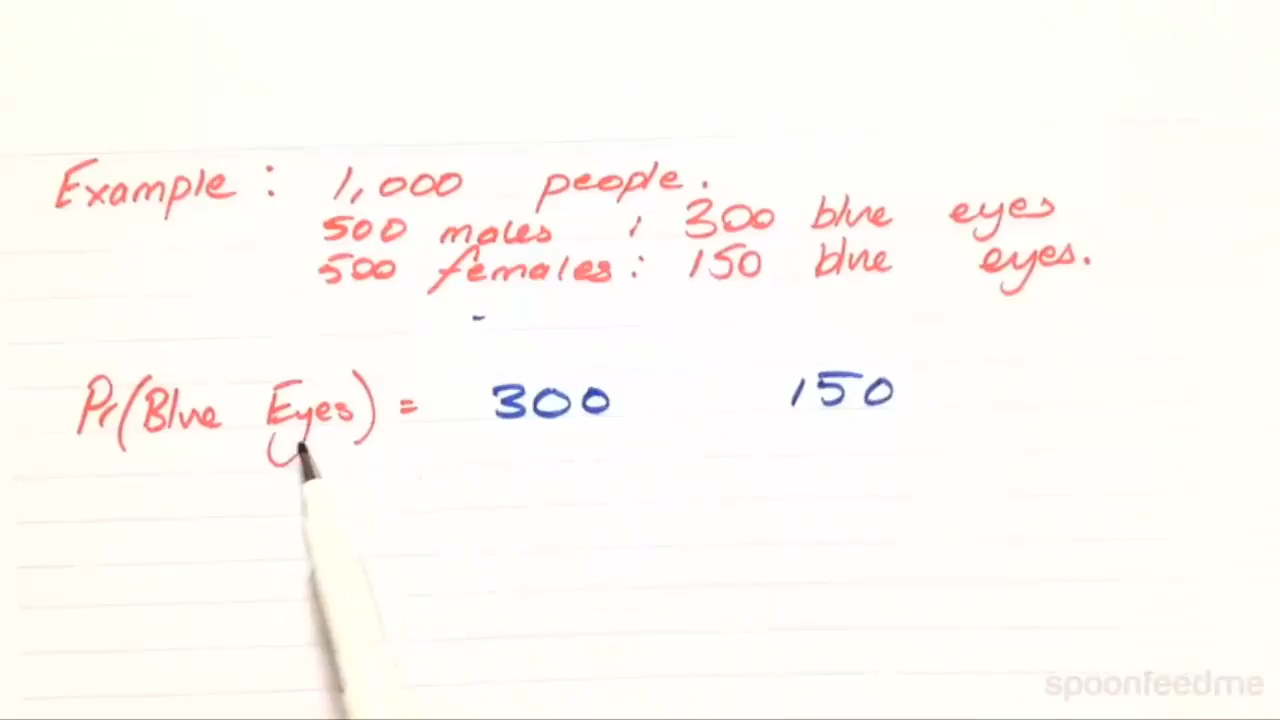 Example : 1,000 people.
500 males : 300 blue eyes
500 females : 150 blue eyes.
Pr(Blue Eyes) = 300 150
spoonfeedme